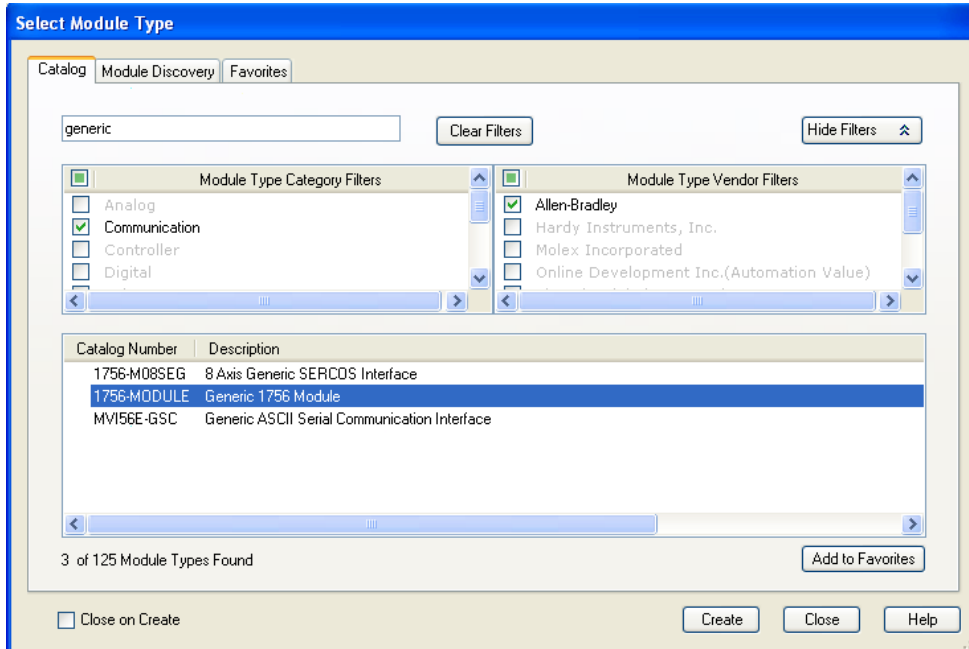 Select Module Type
Catalog Module Discovery Favorites
generic Clear Filters Hide Filters
Module Type Category Filters Module Type Vendor Filters
Analog Allen-Bradley
Communication Hardy Instruments, Inc.
Controller Molex Incorporated
Digital Online Development Inc.(Automation Value)
Catalog Number Description
1756-M08SEG 8 Axis Generic SERCOS Interface
1756-MODULE Generic 1756 Module
MVI56E-GSC Generic ASCII Serial Communication Interface
3 of 125 Module Types Found Add to Favorites
Close on Create Create Close Help